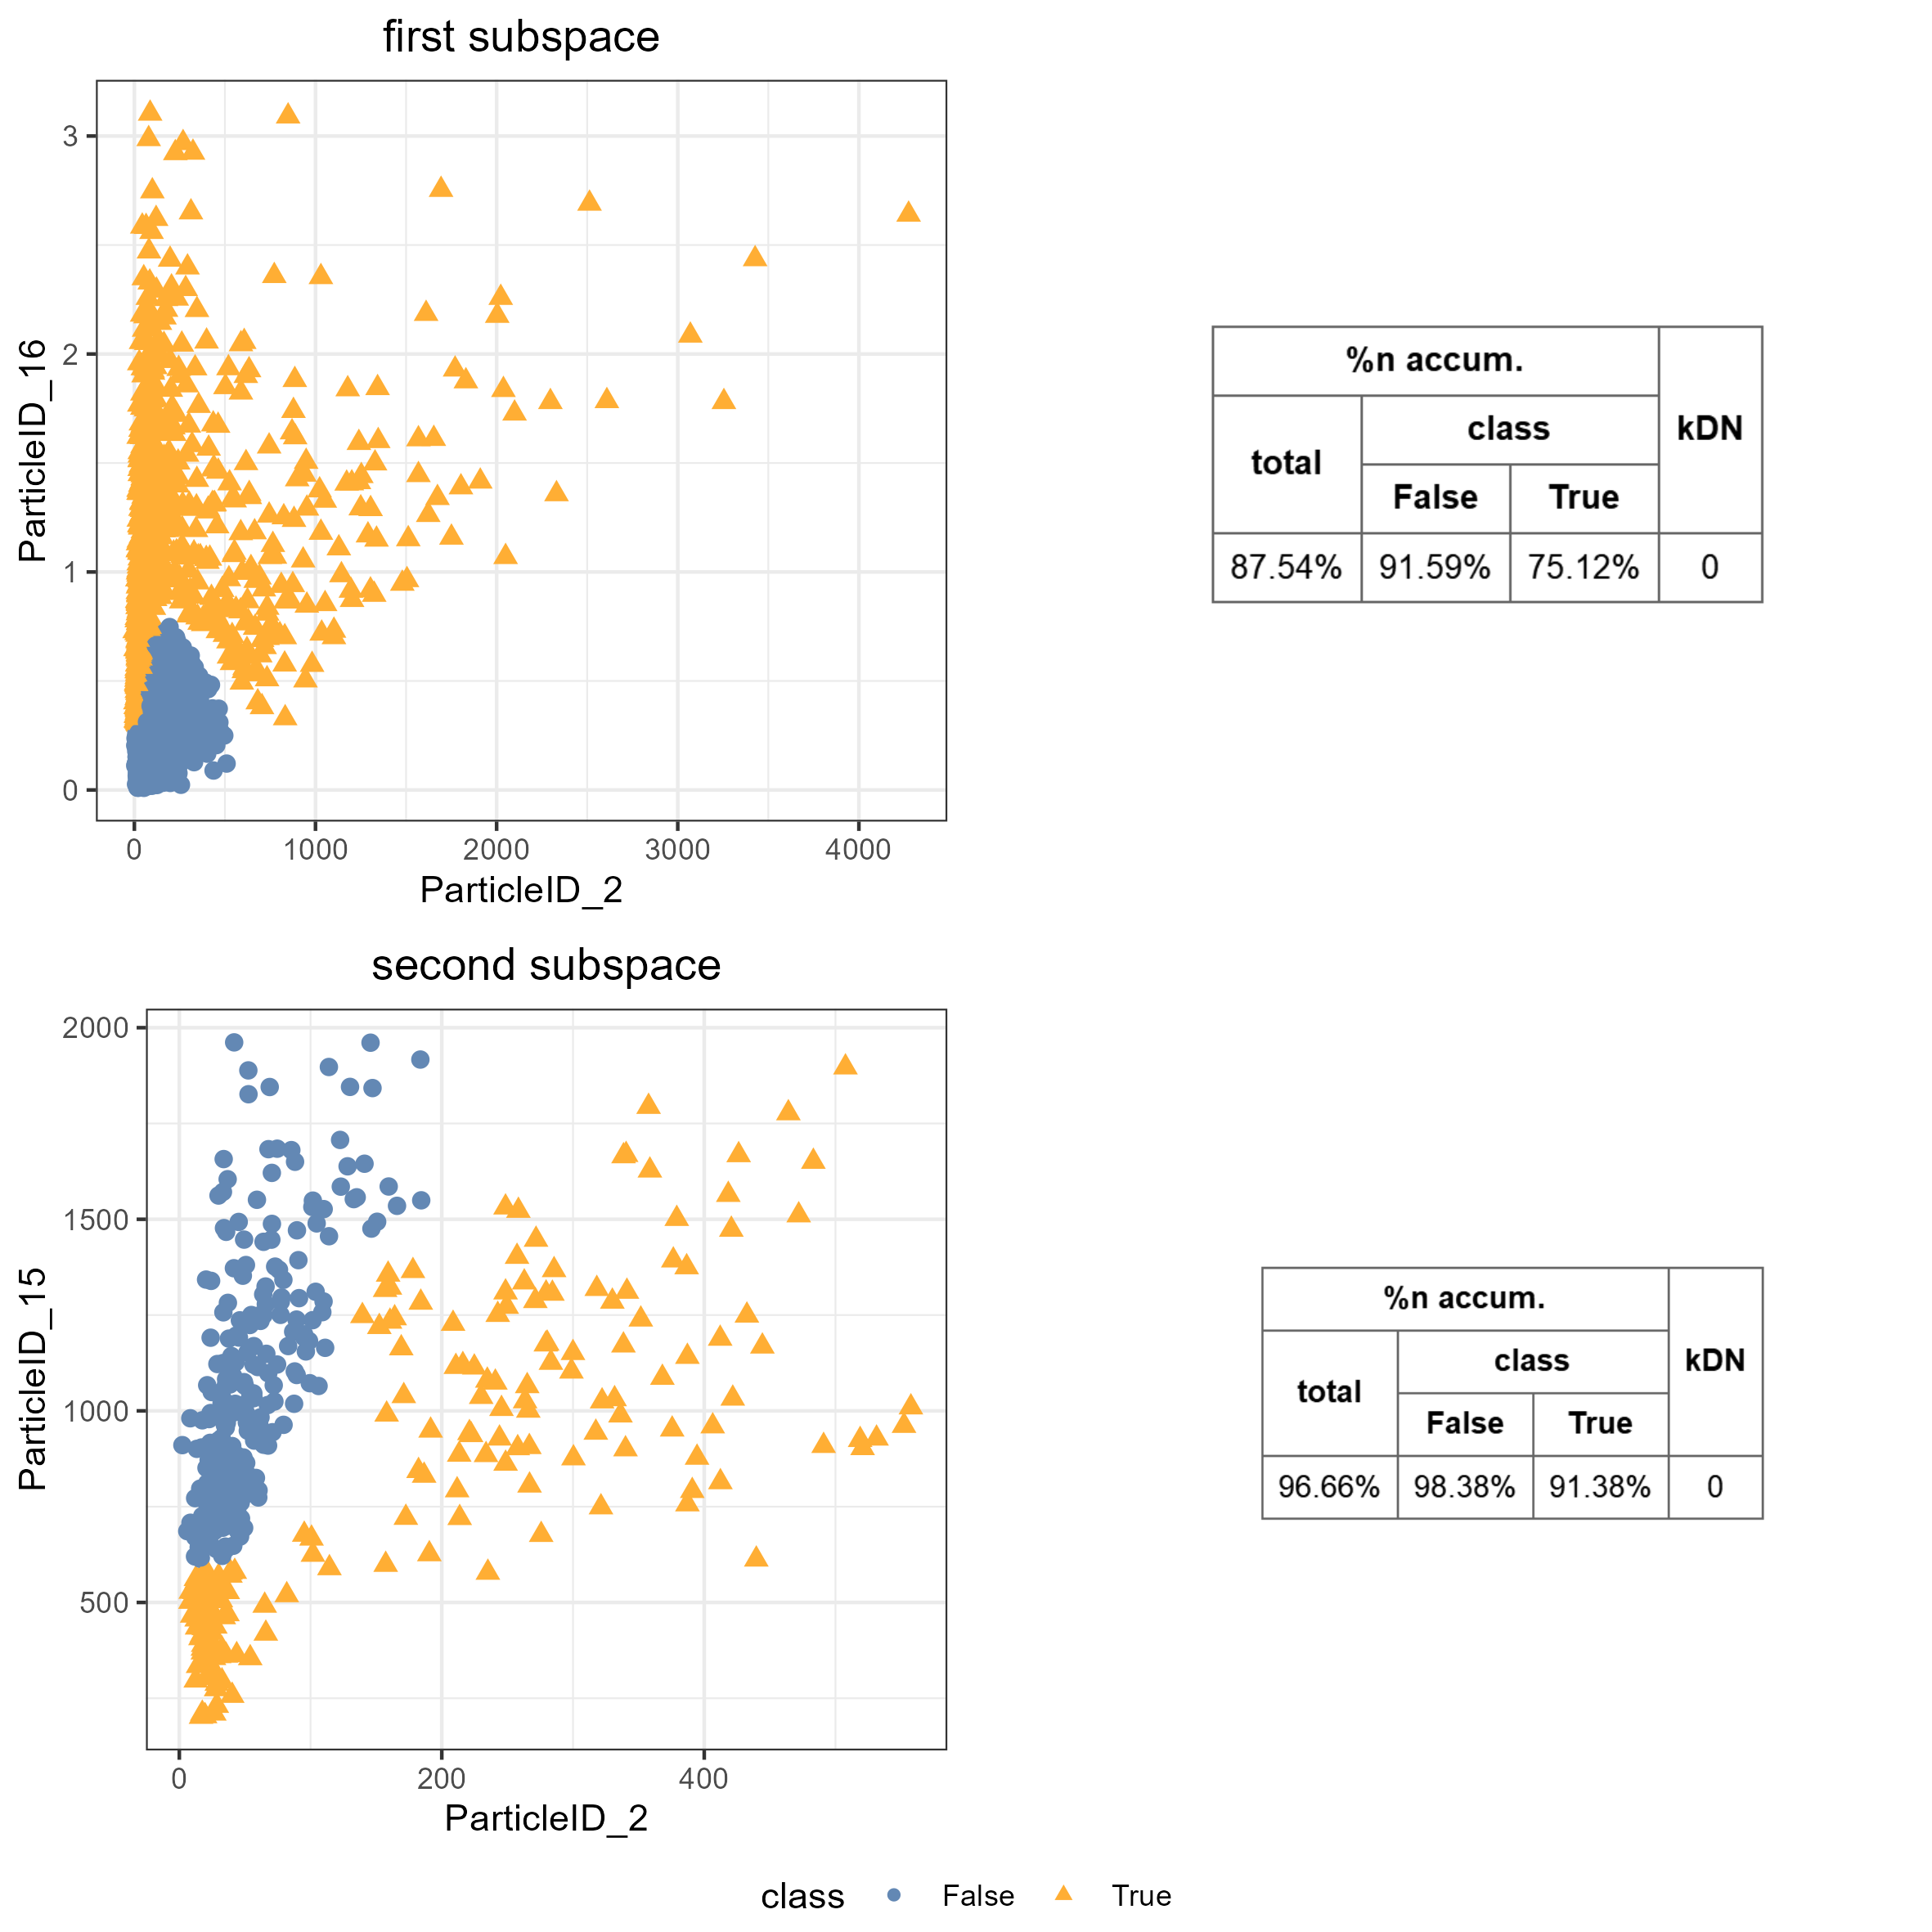 first subspace
3
2
1
0
ParticleID_16
0 1000 2000 3000 4000
ParticleID_2
%n accum.
kDN
total
class
False True
87.54% 91.59% 75.12% 0
second subspace
2000
1500
1000
500
ParticleID_15
0 200 400
ParticleID_2
%n accum.
kDN
total
class
False True
96.66% 98.38% 91.38% 0
class False True